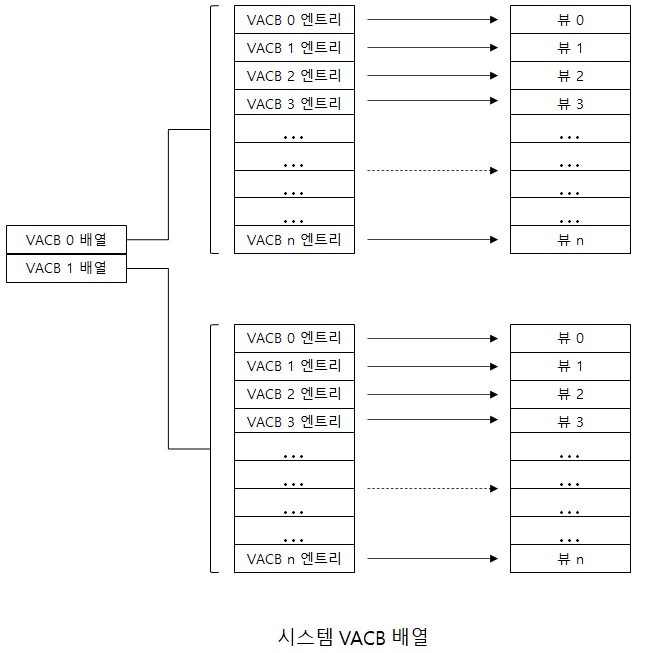 VACB 0 엔트리 뷰 0
VACB 1 엔트리 뷰 1
VACB 2 엔트리 뷰 2
VACB 3 엔트리 뷰 3
... ...
... ...
... ...
... ...
VACB n 엔트리 뷰 n
VACB 0 배열
VACB 1 배열
VACB 0 엔트리 뷰 0
VACB 1 엔트리 뷰 1
VACB 2 엔트리 뷰 2
VACB 3 엔트리 뷰 3
... ...
... ...
... ...
... ...
VACB n 엔트리 뷰 n
시스템 VACB 배열